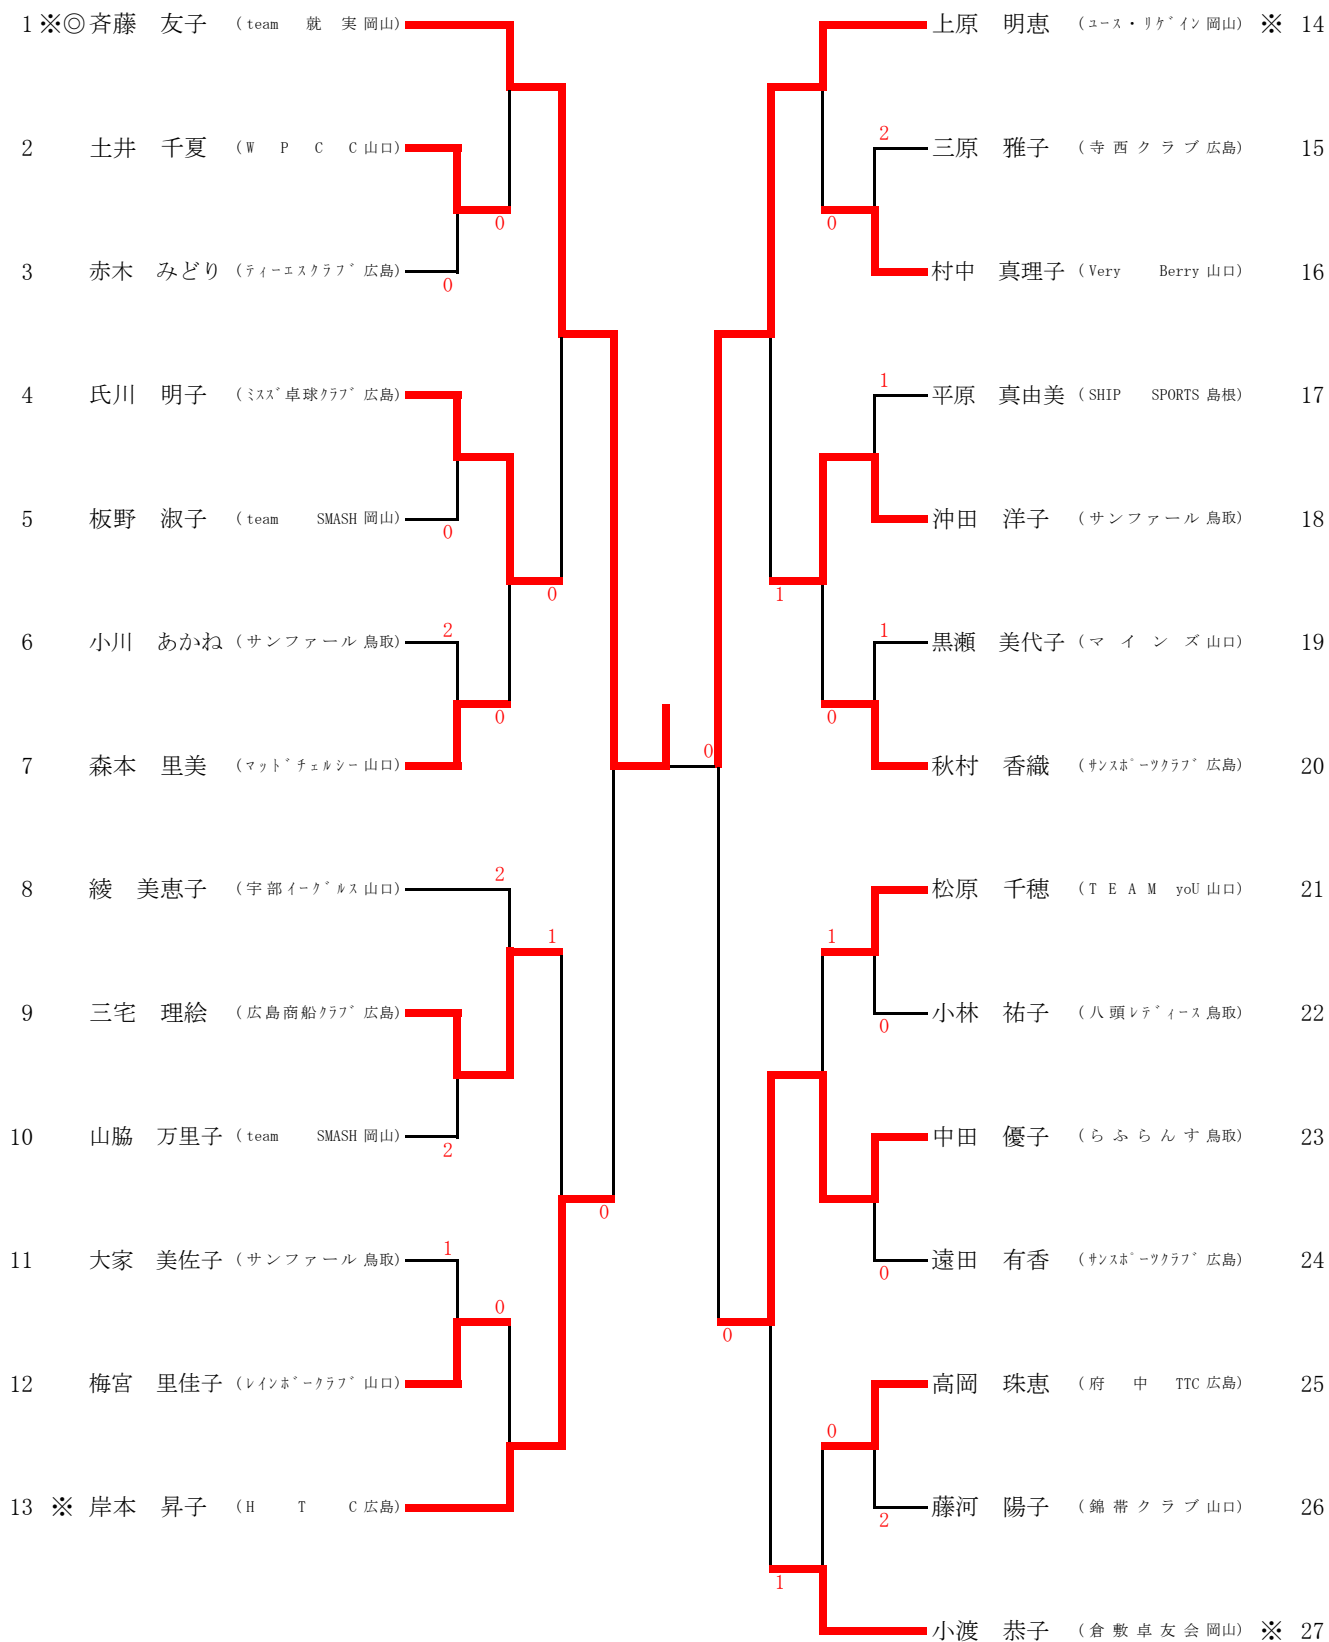 1 ※◎ 斉藤 友子 (team 就 実 岡山)
2 土井 千夏 (W P C C 山口)
0
3 赤木 みどり (ティーエスクラブ 広島)
0
4 氏川 明子 (ミスズ卓球クラブ 広島)
5 板野 淑子 (team SMASH 岡山)
0
0
6 小川 あかね (サンファール 鳥取)
2
0
7 森本 里美 (マッド チェルシー 山口)
0
8 綾 美恵子 (宇部イーグルス 山口)
2
1
9 三宅 理絵 (広島商船クラブ 広島)
10 山脇 万里子 (team SMASH 岡山)
2
0
11 大家 美佐子 (サンファール 鳥取)
1
0
12 梅宮 里佳子 (レインボークラブ 山口)
13 ※ 岸本 昇子 (H T C 広島)
上原 明恵 (ユース・リゲイン 岡山) ※ 14
2
三原 雅子 (寺西クラブ 広島) 15
0
村中 真理子 (Very Berry 山口) 16
1
平原 真由美 (SHIP SPORTS 島根) 17
沖田 洋子 (サンファール 鳥取) 18
1
1
黒瀬 美代子 (マインズ 山口) 19
0
秋村 香織 (サンスポーツクラブ 広島) 20
松原 千穂 (TEAM yoU 山口) 21
1
小林 祐子 (八頭レディース 鳥取) 22
0
中田 優子 (らふらんす 鳥取) 23
遠田 有香 (サンスポーツクラブ 広島) 24
0
0
高岡 珠恵 (府 中 TTC 広島) 25
0
藤河 陽子 (錦帯クラブ 山口) 26
2
1
小渡 恭子 (倉敷卓友会 岡山) ※ 27